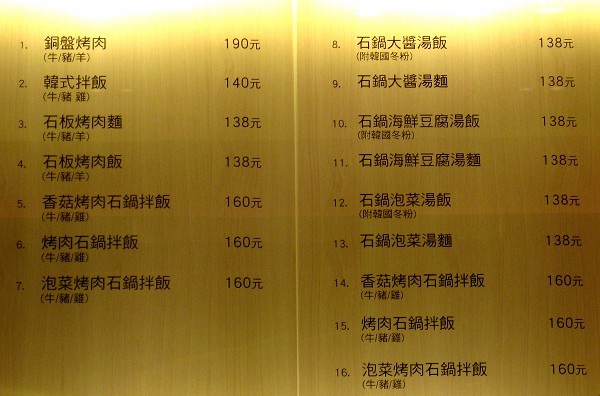 1. 銅盤烤肉 190元
(牛/豬/羊)
2. 韓式拌飯 140元
(牛/豬 雞)
3. 石板烤肉麵 138元
(牛/豬/羊)
4. 石板烤肉飯 138元
(牛/豬/羊)
5. 香菇烤肉石鍋拌飯 160元
(牛/豬/雞)
6. 烤肉石鍋拌飯 160元
(牛/豬/雞)
7. 泡菜烤肉石鍋拌飯 160元
(牛/豬/雞)
8. 石鍋大醬湯飯 138元
(附韓國冬粉)
9. 石鍋大醬湯麵 138元
10. 石鍋海鮮豆腐湯飯 138元
(附韓國冬粉)
11. 石鍋海鮮豆腐湯麵 138元
12. 石鍋泡菜湯飯 138元
(附韓國冬粉)
13. 石鍋泡菜湯麵 138元
14. 香菇烤肉石鍋拌飯 160元
(牛/豬/雞)
15. 烤肉石鍋拌飯 160元
(牛/豬/雞)
16. 泡菜烤肉石鍋拌飯 160元
(牛/豬/雞)